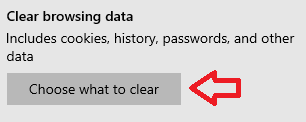 Clear browsing data
Includes cookies, history, passwords, and other
data
Choose what to clear